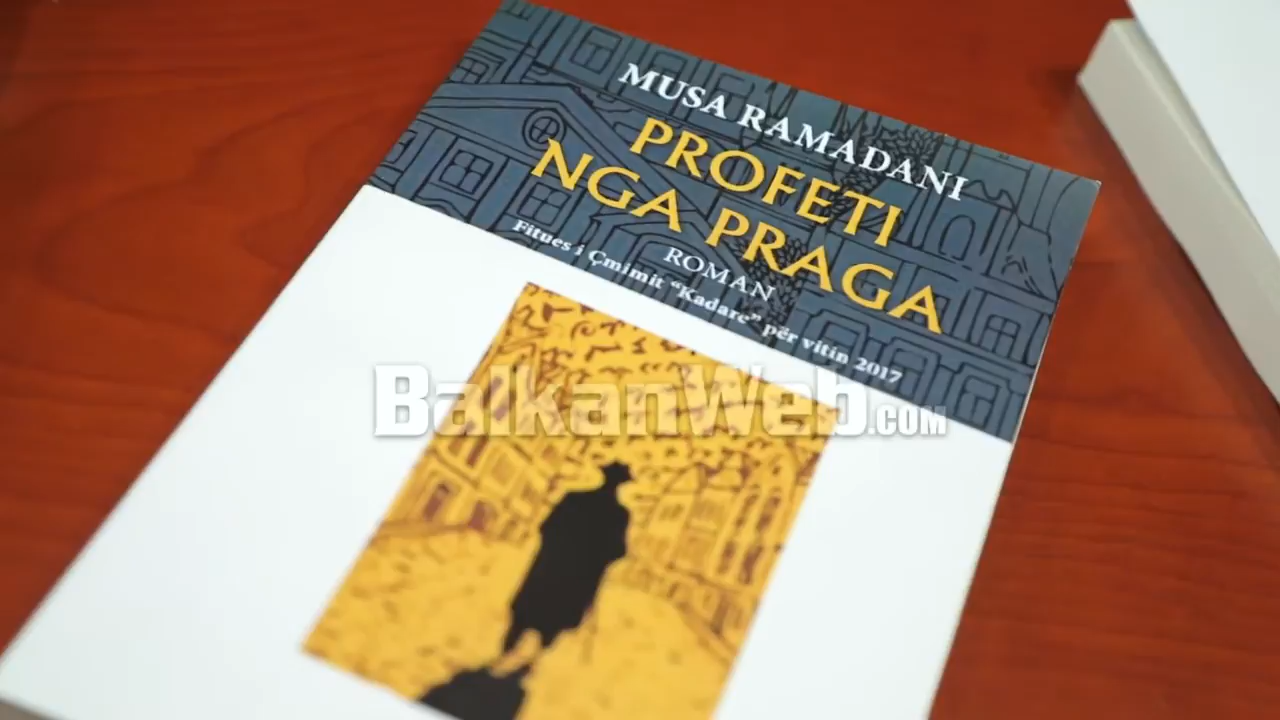 MUSA RAMADANI
PROFETI
NGA PRAGA
ROMAN
Fitues i Çmimit “Kadare” për vitin 2017
BalkanWeb.COM